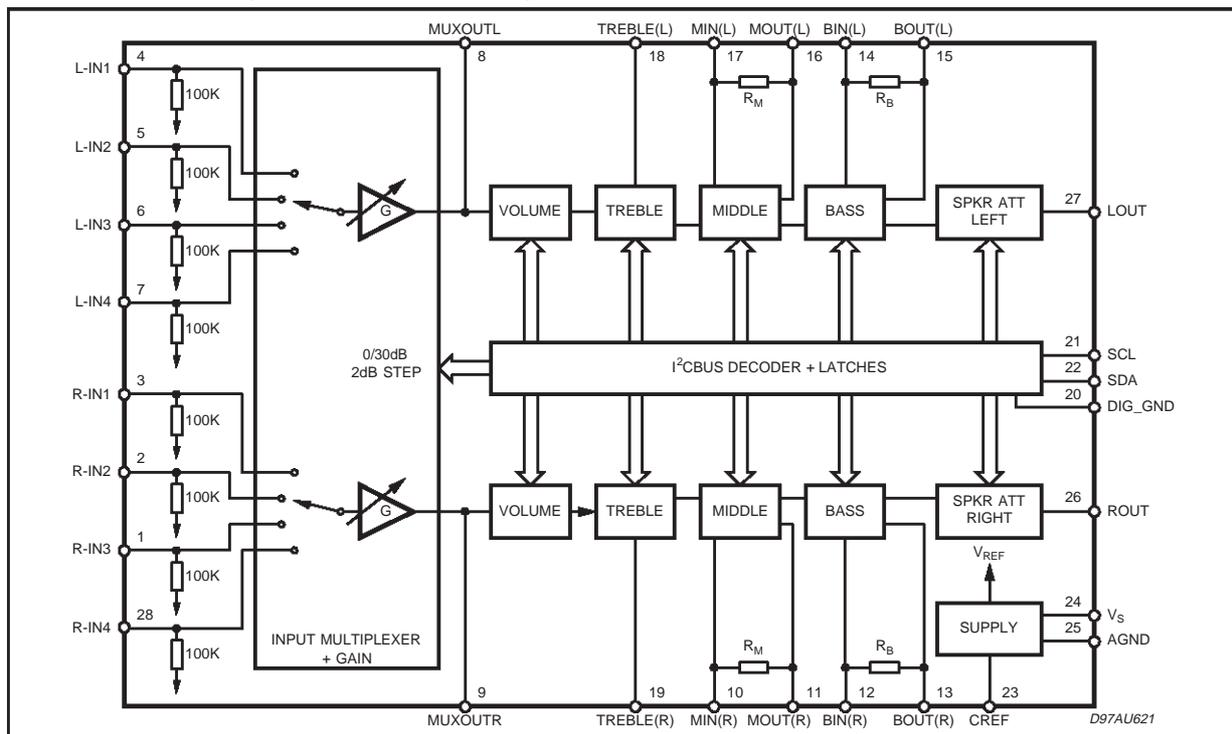 MUXOUTL TREBLE(L) MIN(L) MOUT(L) BIN(L) BOUT(L)
4 8 18 17 16 14 15
L-IN1
100K
R_M R_B
5
L-IN2
100K
G VOLUME TREBLE MIDDLE BASS SPKR ATT LEFT 27 LOUT
6
L-IN3
100K
7
L-IN4
100K
0/30dB
2dB STEP
I²CBUS DECODER + LATCHES
21 SCL
22 SDA
20 DIG_GND
3
R-IN1
100K
2
R-IN2
100K
G VOLUME TREBLE MIDDLE BASS SPKR ATT RIGHT 26 ROUT
1
R-IN3
100K
V_REF
28
R-IN4
100K
INPUT MULTIPLEXER
+ GAIN
R_M R_B
SUPPLY
24 V_S
25 AGND
9 19 10 11 12 13 23
MUXOUTR TREBLE(R) MIN(R) MOUT(R) BIN(R) BOUT(R) CREF
D97AU621